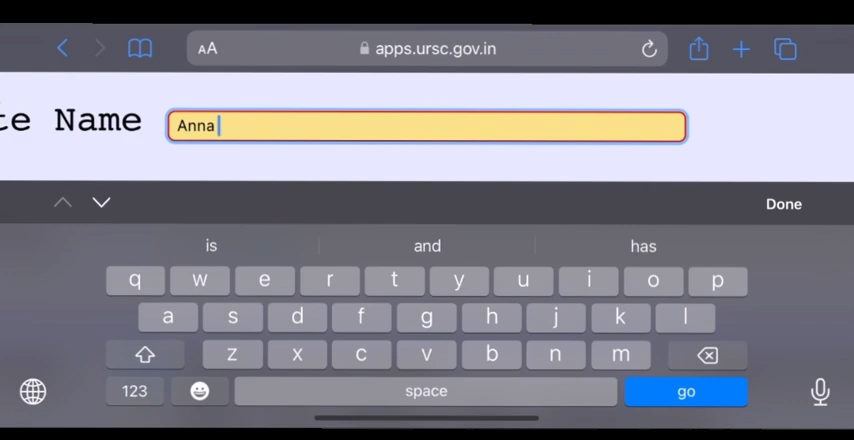 AA apps.ursc.gov.in
te Name Anna
Done
is and has
q w e r t y u i o p
a s d f g h j k l
z x c v b n m
123 space go